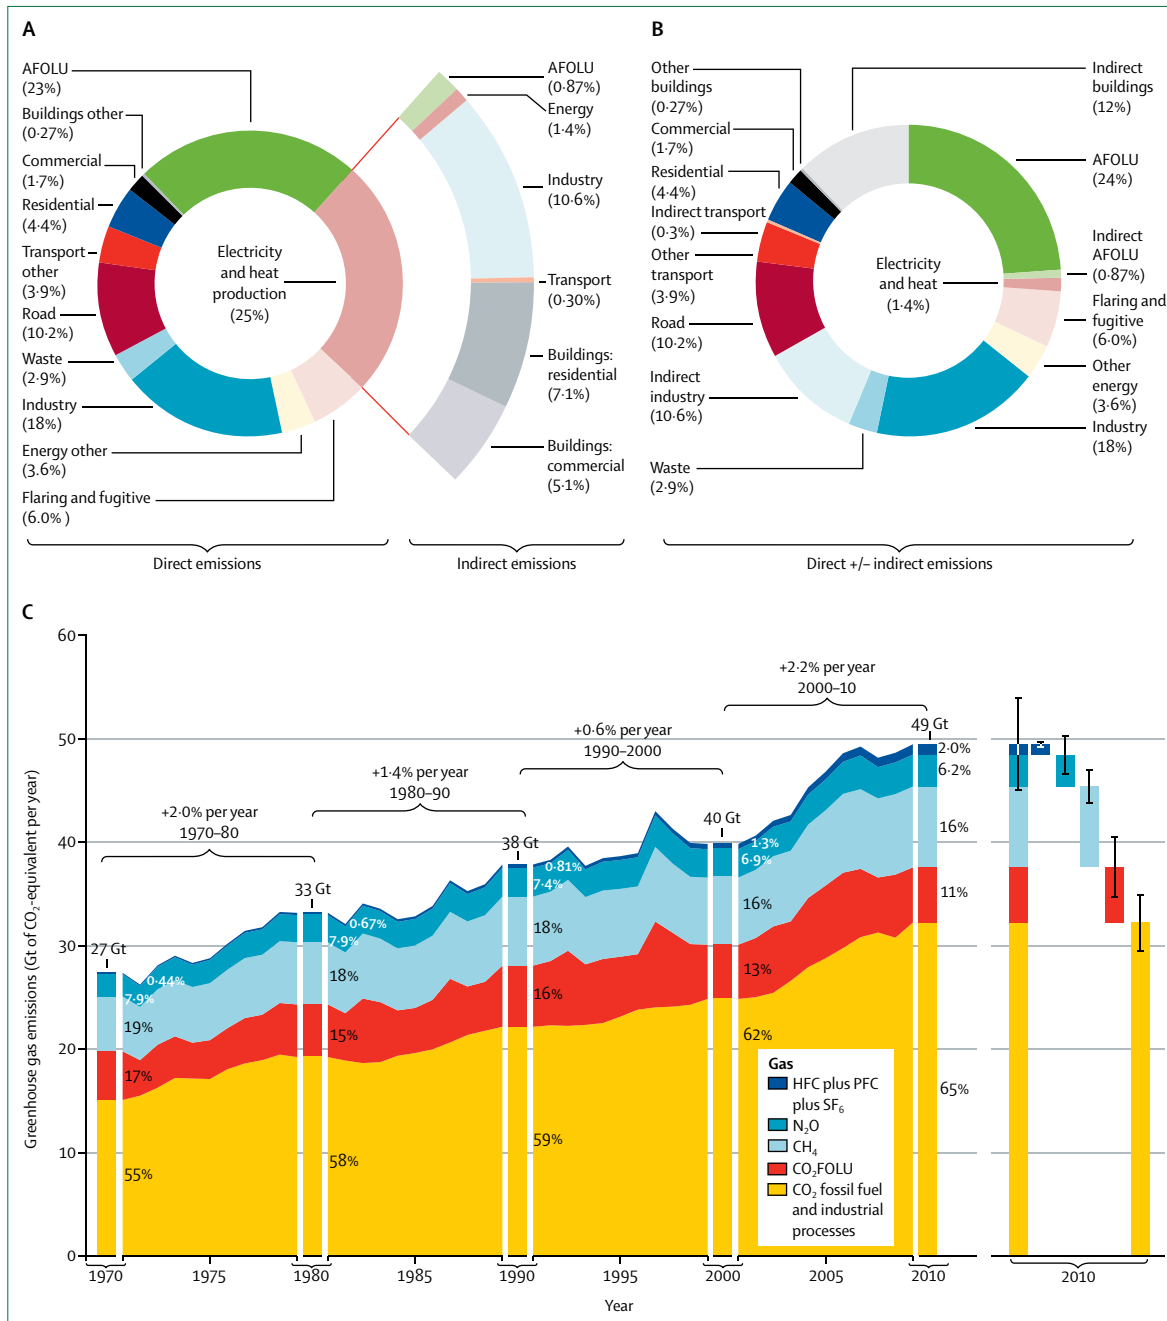 A
AFOLU
(23%)
Buildings other
(0·27%)
Commercial
(1·7%)
Residential
(4·4%)
Transport
other
(3·9%)
Road
(10·2%)
Waste
(2·9%)
Industry
(18%)
Energy other
(3·6%)
Flaring and fugitive
(6.0% )
Electricity
and heat
production
(25%)
AFOLU
(0·87%)
Energy
(1·4%)
Industry
(10·6%)
Transport
(0·30%)
Buildings:
residential
(7·1%)
Buildings:
commercial
(5·1%)
Direct emissions
Indirect emissions
B
Other
buildings
(0·27%)
Commercial
(1·7%)
Residential
(4·4%)
Indirect transport
(0·3%)
Other
transport
(3·9%)
Road
(10·2%)
Indirect
industry
(10·6%)
Waste
(2·9%)
Electricity
and heat
(1·4%)
Indirect
buildings
(12%)
AFOLU
(24%)
Indirect
AFOLU
(0·87%)
Flaring and
fugitive
(6·0%)
Other
energy
(3·6%)
Industry
(18%)
Direct +/– indirect emissions
C
Greenhouse gas emissions (Gt of CO₂-equivalent per year)
60
50
40
30
20
10
0
+2·0% per year
1970–80
+1·4% per year
1980–90
+0·6% per year
1990–2000
+2·2% per year
2000–10
27 Gt
0·44%
7·9%
19%
17%
55%
33 Gt
0·67%
7·9%
18%
15%
58%
38 Gt
0·81%
7·4%
18%
16%
59%
40 Gt
1·3%
6·9%
16%
13%
62%
49 Gt
2·0%
6·2%
16%
11%
65%
Gas
HFC plus PFC
plus SF₆
N₂O
CH₄
CO₂FOLU
CO₂ fossil fuel
and industrial
processes
1970
1975
1980
1985
1990
1995
2000
2005
2010
2010
Year